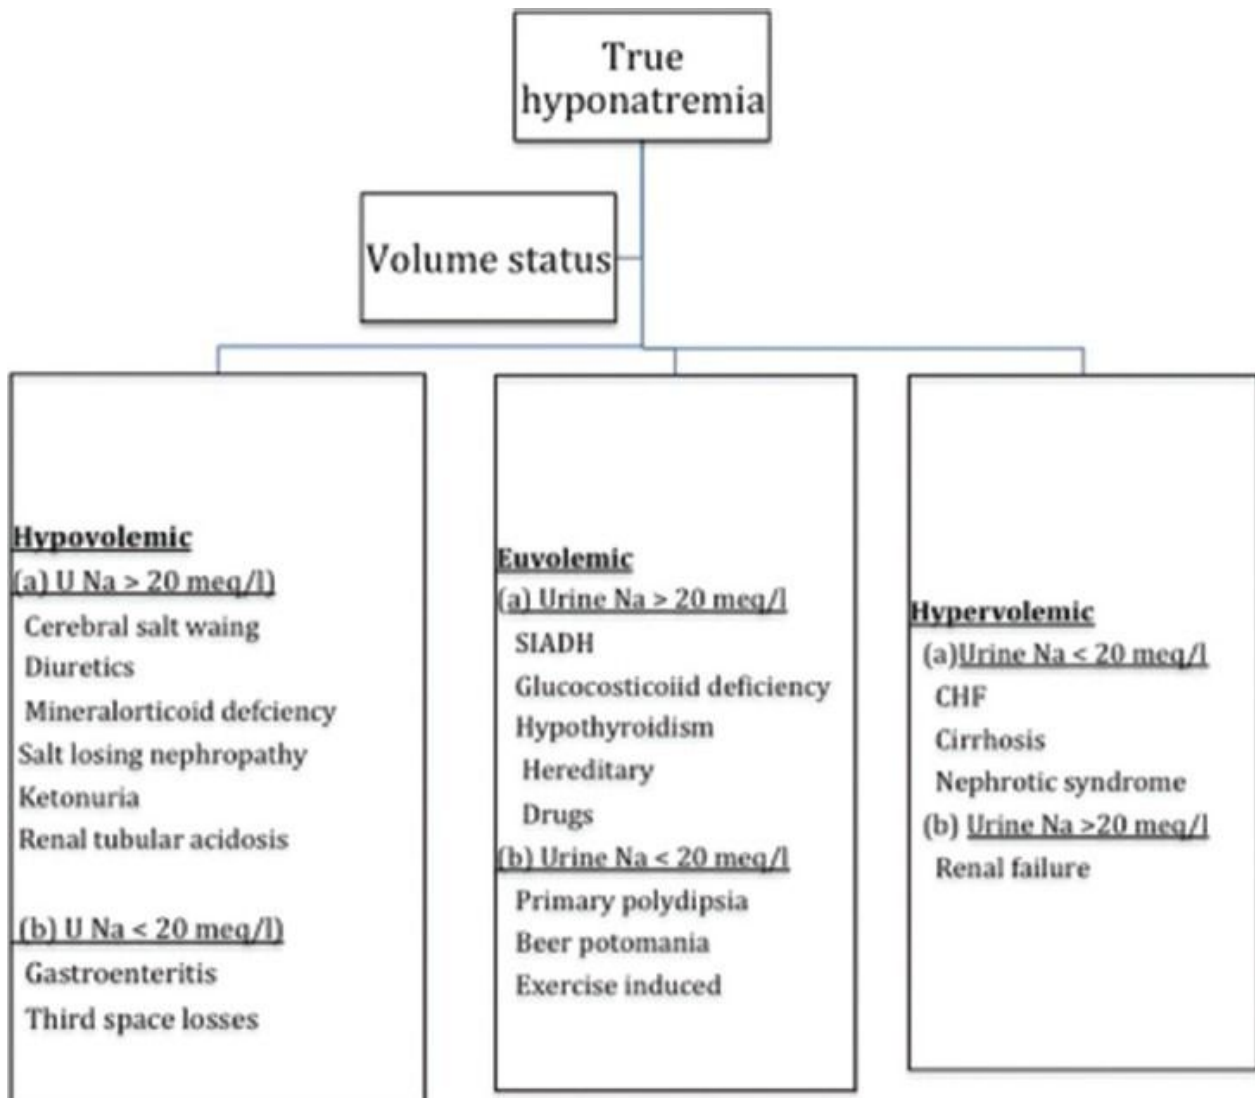 True
hyponatremia
Volume status
Hypovolemic
(a) U Na > 20 meq/l)
Cerebral salt waing
Diuretics
Mineralorticoid defciency
Salt losing nephropathy
Ketonuria
Renal tubular acidosis
(b) U Na < 20 meq/l)
Gastroenteritis
Third space losses
Euvolemic
(a) Urine Na > 20 meq/l
SIADH
Glucocosticoiid deficiency
Hypothyroidism
Hereditary
Drugs
(b) Urine Na < 20 meq/l
Primary polydipsia
Beer potomania
Exercise induced
Hypervolemic
(a)Urine Na < 20 meq/l
CHF
Cirrhosis
Nephrotic syndrome
(b) Urine Na >20 meq/l
Renal failure